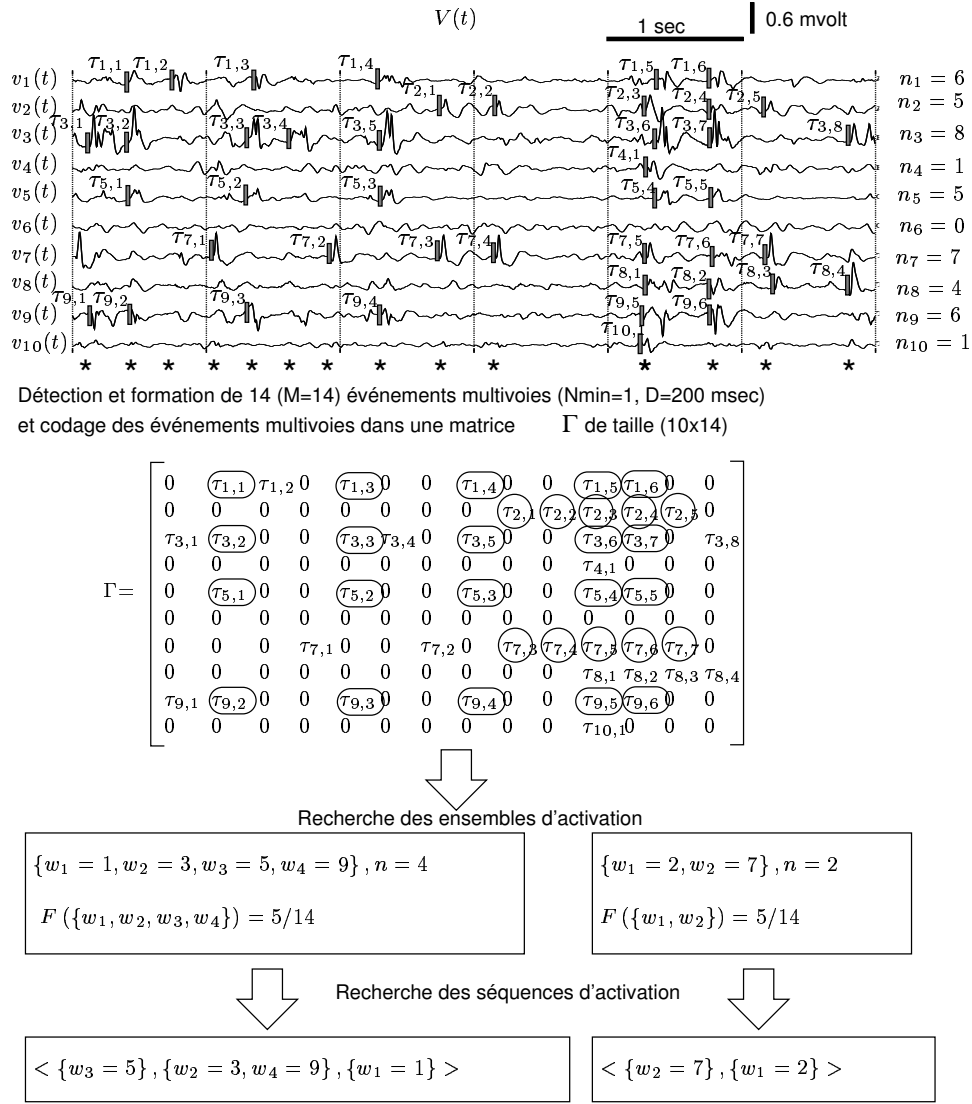 V(t) 0.6 mvolt
1 sec
τ1,1 τ1,2 τ1,3 τ1,4 τ1,5 τ1,6
v1(t) n1 = 6
τ2,1 τ2,2 τ2,3 τ2,4 τ2,5
v2(t) n2 = 5
τ3,1 τ3,2 τ3,3 τ3,4 τ3,5 τ3,6 τ3,7 τ3,8
v3(t) n3 = 8
τ4,1
v4(t) n4 = 1
τ5,1 τ5,2 τ5,3 τ5,4 τ5,5
v5(t) n5 = 5
v6(t) n6 = 0
τ7,1 τ7,2 τ7,3 τ7,4 τ7,5 τ7,6 τ7,7
v7(t) n7 = 7
τ8,1 τ8,2 τ8,3 τ8,4
v8(t) n8 = 4
τ9,1 τ9,2 τ9,3 τ9,4 τ9,5 τ9,6
v9(t) n9 = 6
τ10,
v10(t) n10 = 1
* * * * * * * * * * * * * *
Détection et formation de 14 (M=14) événements multivoies (Nmin=1, D=200 msec)
et codage des événements multivoies dans une matrice Γ de taille (10x14)
0 τ1,1 τ1,2 0 τ1,3 0 0 τ1,4 0 0 τ1,5 τ1,6 0 0
0 0 0 0 0 0 0 0 τ2,1 τ2,2 τ2,3 τ2,4 τ2,5 0
τ3,1 τ3,2 0 0 τ3,3 τ3,4 0 τ3,5 0 0 τ3,6 τ3,7 0 τ3,8
0 0 0 0 0 0 0 0 0 0 τ4,1 0 0 0
Γ= 0 τ5,1 0 0 τ5,2 0 0 τ5,3 0 0 τ5,4 τ5,5 0 0
0 0 0 0 0 0 0 0 0 0 0 0 0 0
0 0 0 τ7,1 0 0 τ7,2 0 τ7,3 τ7,4 τ7,5 τ7,6 τ7,7 0
0 0 0 0 0 0 0 0 0 0 τ8,1 τ8,2 τ8,3 τ8,4
τ9,1 τ9,2 0 0 τ9,3 0 0 τ9,4 0 0 τ9,5 τ9,6 0 0
0 0 0 0 0 0 0 0 0 0 τ10,1 0 0 0
Recherche des ensembles d'activation
{w1 = 1, w2 = 3, w3 = 5, w4 = 9} , n = 4
F ({w1, w2, w3, w4}) = 5/14
{w1 = 2, w2 = 7} , n = 2
F ({w1, w2}) = 5/14
Recherche des séquences d'activation
< {w3 = 5} , {w2 = 3, w4 = 9} , {w1 = 1} >
< {w2 = 7} , {w1 = 2} >